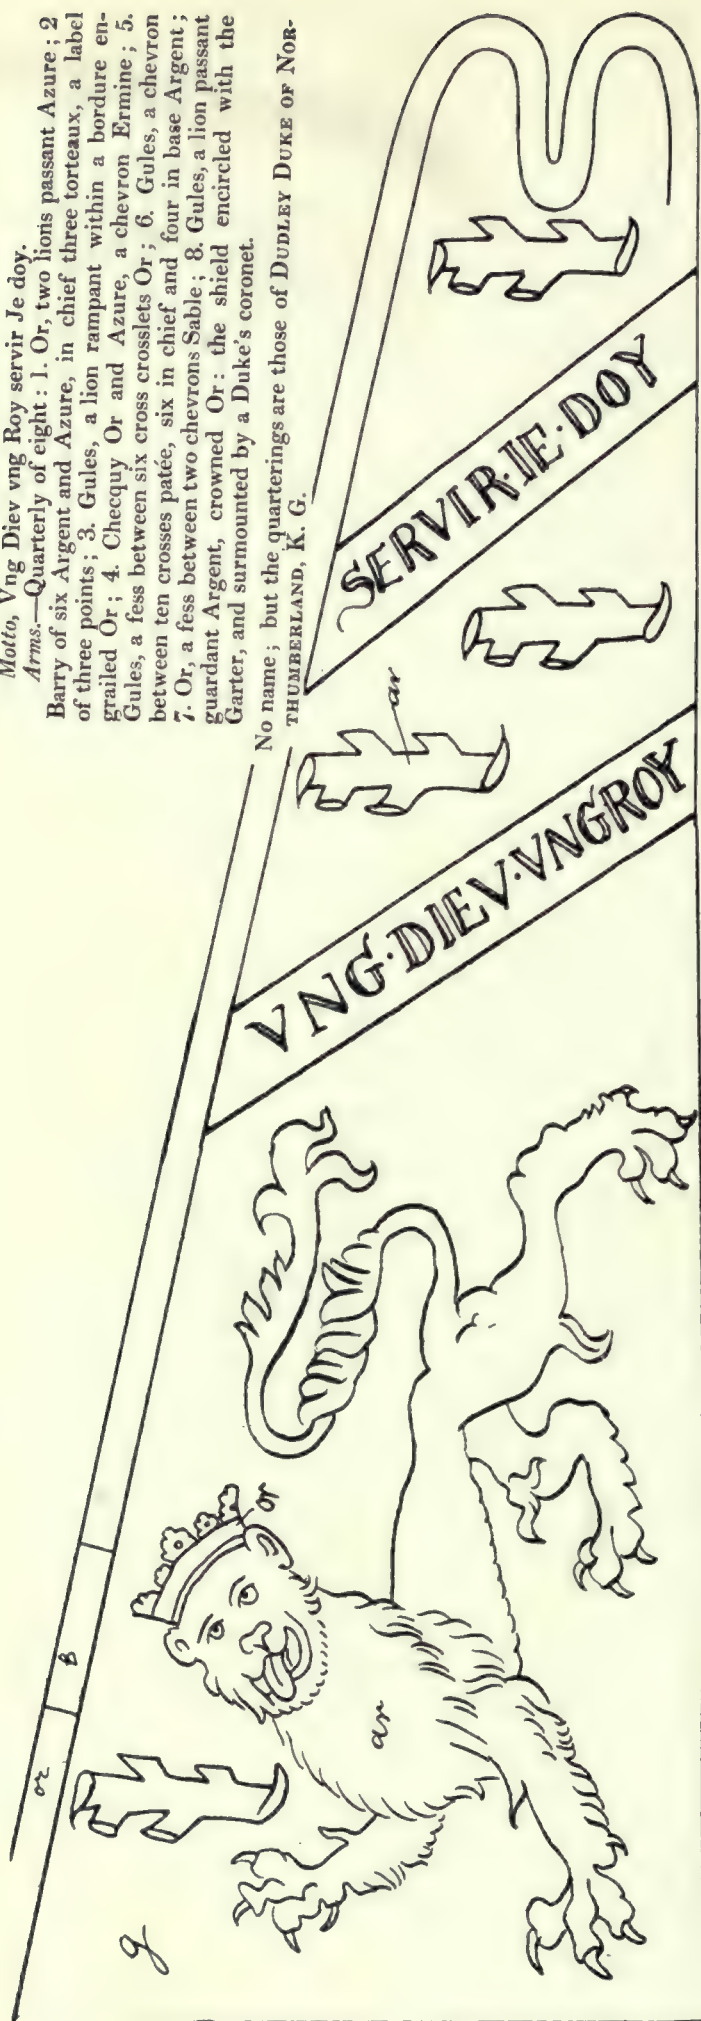 Motto, Vng Diev vng Roy servir Je doy.
Arms.—Quarterly of eight: 1. Or, two lions passant Azure; 2
Barry of six Argent and Azure, in chief three torteaux, a label
of three points; 3. Gules, a lion rampant within a bordure en-
grailed Or; 4. Checquy Or and Azure, a chevron Ermine; 5.
Gules, a fess between six cross crosslets Or; 6. Gules, a chevron
between ten crosses patée, six in chief and four in base Argent;
7. Or, a fess between two chevrons Sable; 8. Gules, a lion passant
guardant Argent, crowned Or: the shield encircled with the
Garter, and surmounted by a Duke's coronet.
No name; but the quarterings are those of DUDLEY DUKE OF NOR-
THUMBERLAND, K. G.
or
B
g
or
ar
VNG·DIEV·VNGROY
ar
SERVIR·IE·DOY